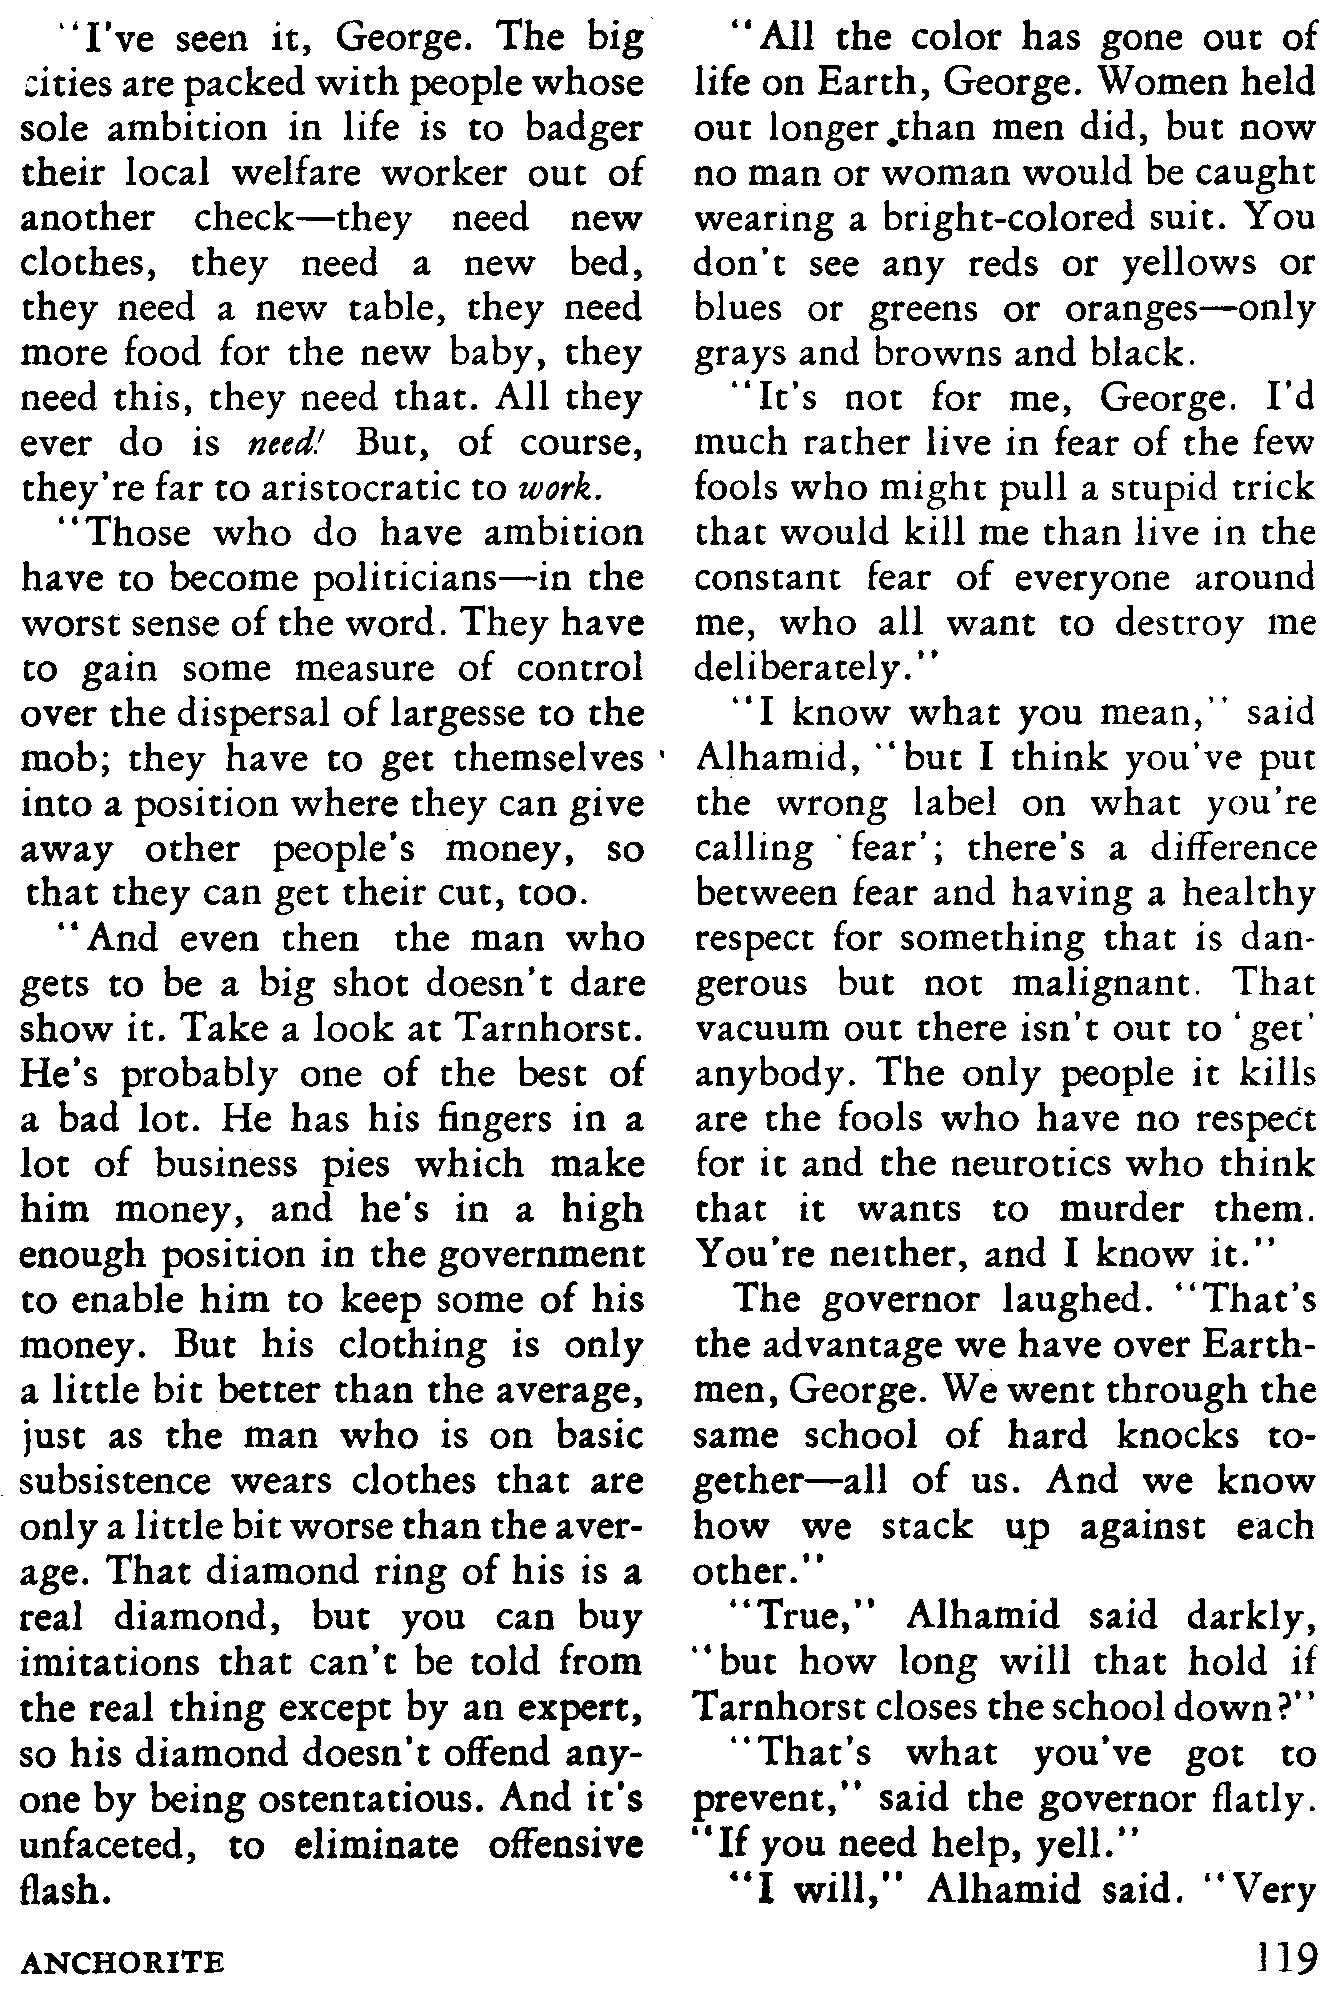 "I've seen it, George. The big
cities are packed with people whose
sole ambition in life is to badger
their local welfare worker out of
another check—they need new
clothes, they need a new bed,
they need a new table, they need
more food for the new baby, they
need this, they need that. All they
ever do is need! But, of course,
they're far to aristocratic to work.
"Those who do have ambition
have to become politicians—in the
worst sense of the word. They have
to gain some measure of control
over the dispersal of largesse to the
mob; they have to get themselves
into a position where they can give
away other people's money, so
that they can get their cut, too.
"And even then the man who
gets to be a big shot doesn't dare
show it. Take a look at Tarnhorst.
He's probably one of the best of
a bad lot. He has his fingers in a
lot of business pies which make
him money, and he's in a high
enough position in the government
to enable him to keep some of his
money. But his clothing is only
a little bit better than the average,
just as the man who is on basic
subsistence wears clothes that are
only a little bit worse than the aver-
age. That diamond ring of his is a
real diamond, but you can buy
imitations that can't be told from
the real thing except by an expert,
so his diamond doesn't offend any-
one by being ostentatious. And it's
unfaceted, to eliminate offensive
flash.
"All the color has gone out of
life on Earth, George. Women held
out longer than men did, but now
no man or woman would be caught
wearing a bright-colored suit. You
don't see any reds or yellows or
blues or greens or oranges—only
grays and browns and black.
"It's not for me, George. I'd
much rather live in fear of the few
fools who might pull a stupid trick
that would kill me than live in the
constant fear of everyone around
me, who all want to destroy me
deliberately."
"I know what you mean," said
Alhamid, "but I think you've put
the wrong label on what you're
calling 'fear'; there's a difference
between fear and having a healthy
respect for something that is dan-
gerous but not malignant. That
vacuum out there isn't out to 'get'
anybody. The only people it kills
are the fools who have no respect
for it and the neurotics who think
that it wants to murder them.
You're neither, and I know it."
The governor laughed. "That's
the advantage we have over Earth-
men, George. We went through the
same school of hard knocks to-
gether—all of us. And we know
how we stack up against each
other."
"True," Alhamid said darkly,
"but how long will that hold if
Tarnhorst closes the school down?"
"That's what you've got to
prevent," said the governor flatly.
"If you need help, yell."
"I will," Alhamid said. "Very
ANCHORITE
119